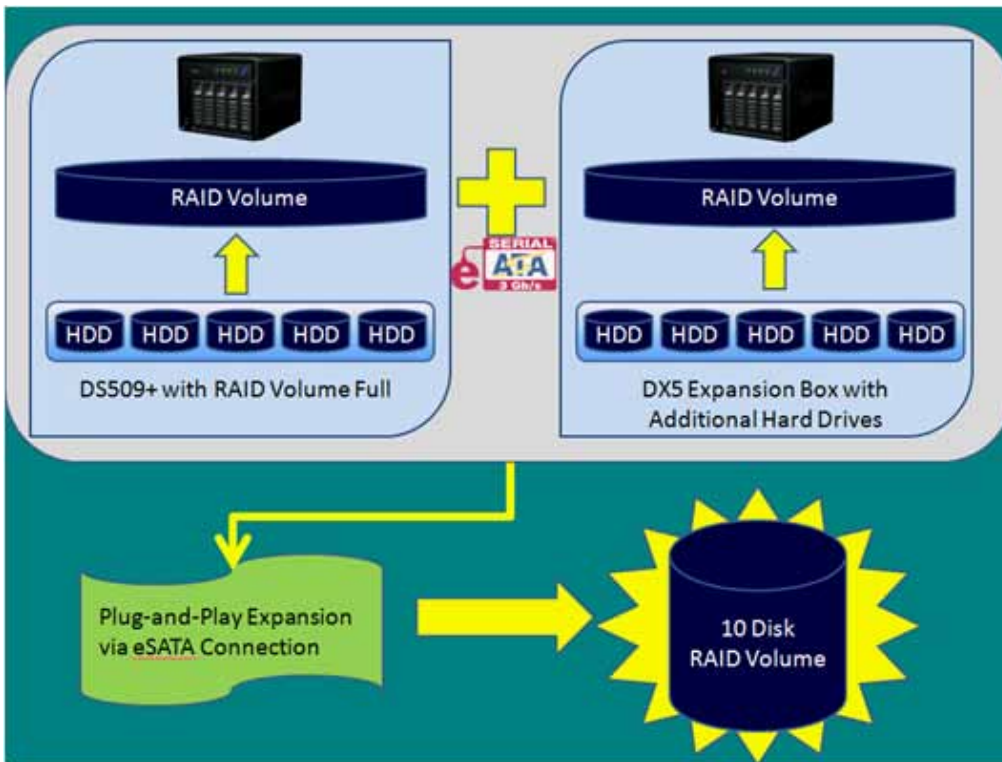 RAID Volume
HDD HDD HDD HDD HDD
DS509+ with RAID Volume Full
e
SERIAL
ATA
3 Gb/s
RAID Volume
HDD HDD HDD HDD HDD
DX5 Expansion Box with
Additional Hard Drives
Plug-and-Play Expansion
via eSATA Connection
10 Disk
RAID Volume